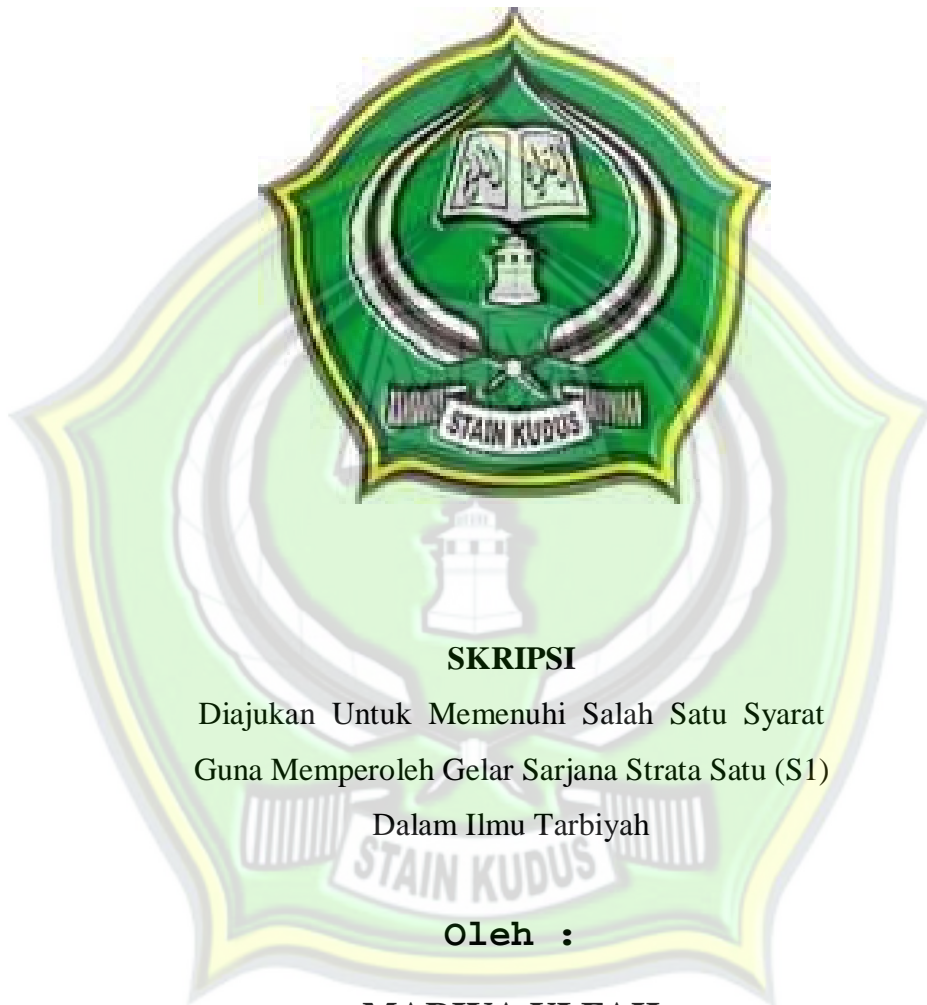 STAIN KUDUS
SKRIPSI
Diajukan Untuk Memenuhi Salah Satu Syarat
Guna Memperoleh Gelar Sarjana Strata Satu (S1)
Dalam Ilmu Tarbiyah
STAIN KUDUS
Oleh :